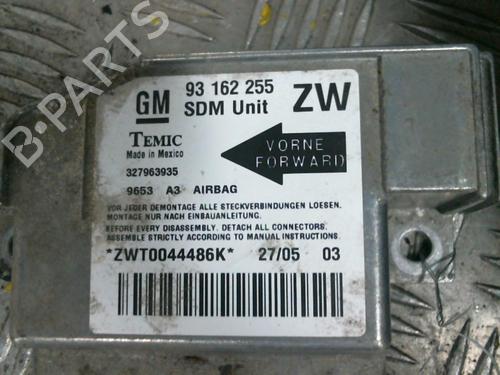 B-PARTS
GM 93 162 255 ZW
SDM Unit
TEMIC
Made in Mexico
VORNE
FORWARD
327963935
9653 A3 AIRBAG
VOR JEDER DEMONTAGE ALLE STECKVERBINDUNGEN LOESEN.
MONTAGE NUR NACH EINBAUANLEITUNG.
BEFORE EVERY DISASSEMBLY. DETACH ALL CONNECTORS.
ASSEMBLE STRICTLY ACCORDING TO MANUAL INSTRUCTIONS.
*ZWT0044486K* 27/05 03